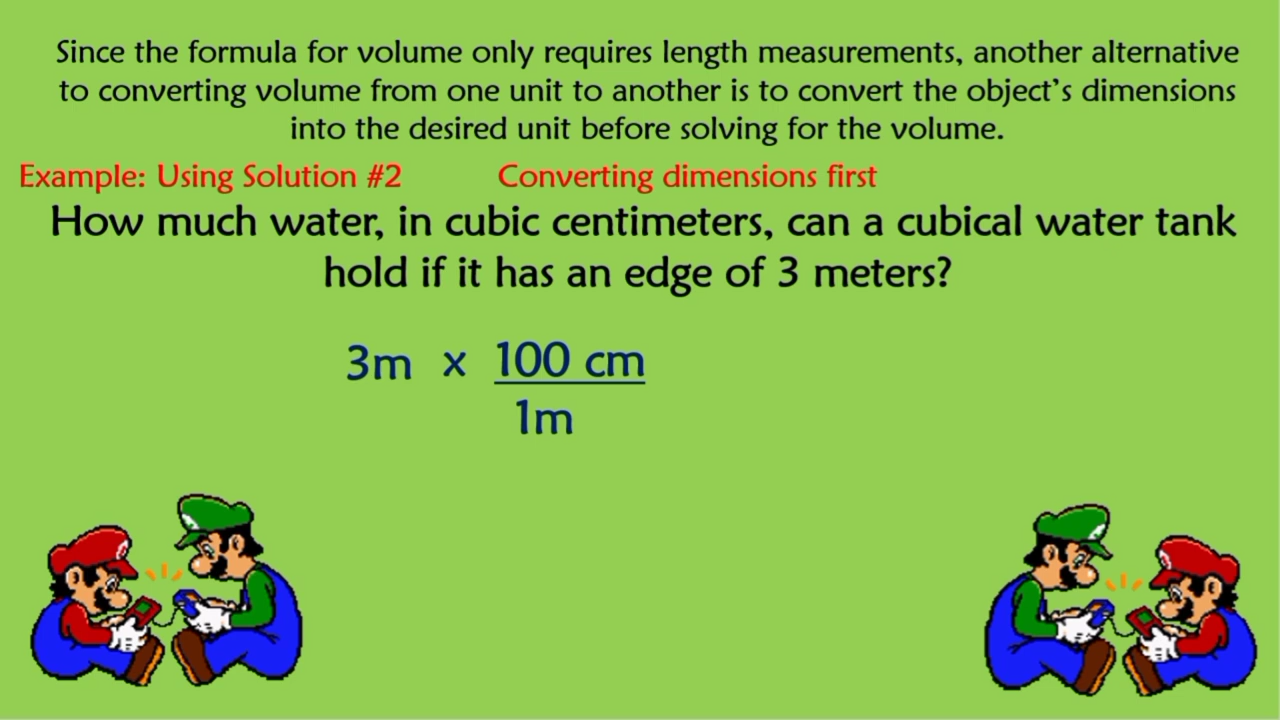 Since the formula for volume only requires length measurements, another alternative
to converting volume from one unit to another is to convert the object's dimensions
into the desired unit before solving for the volume.
Example: Using Solution #2 Converting dimensions first
How much water, in cubic centimeters, can a cubical water tank
hold if it has an edge of 3 meters?
3m x 100 cm
1m